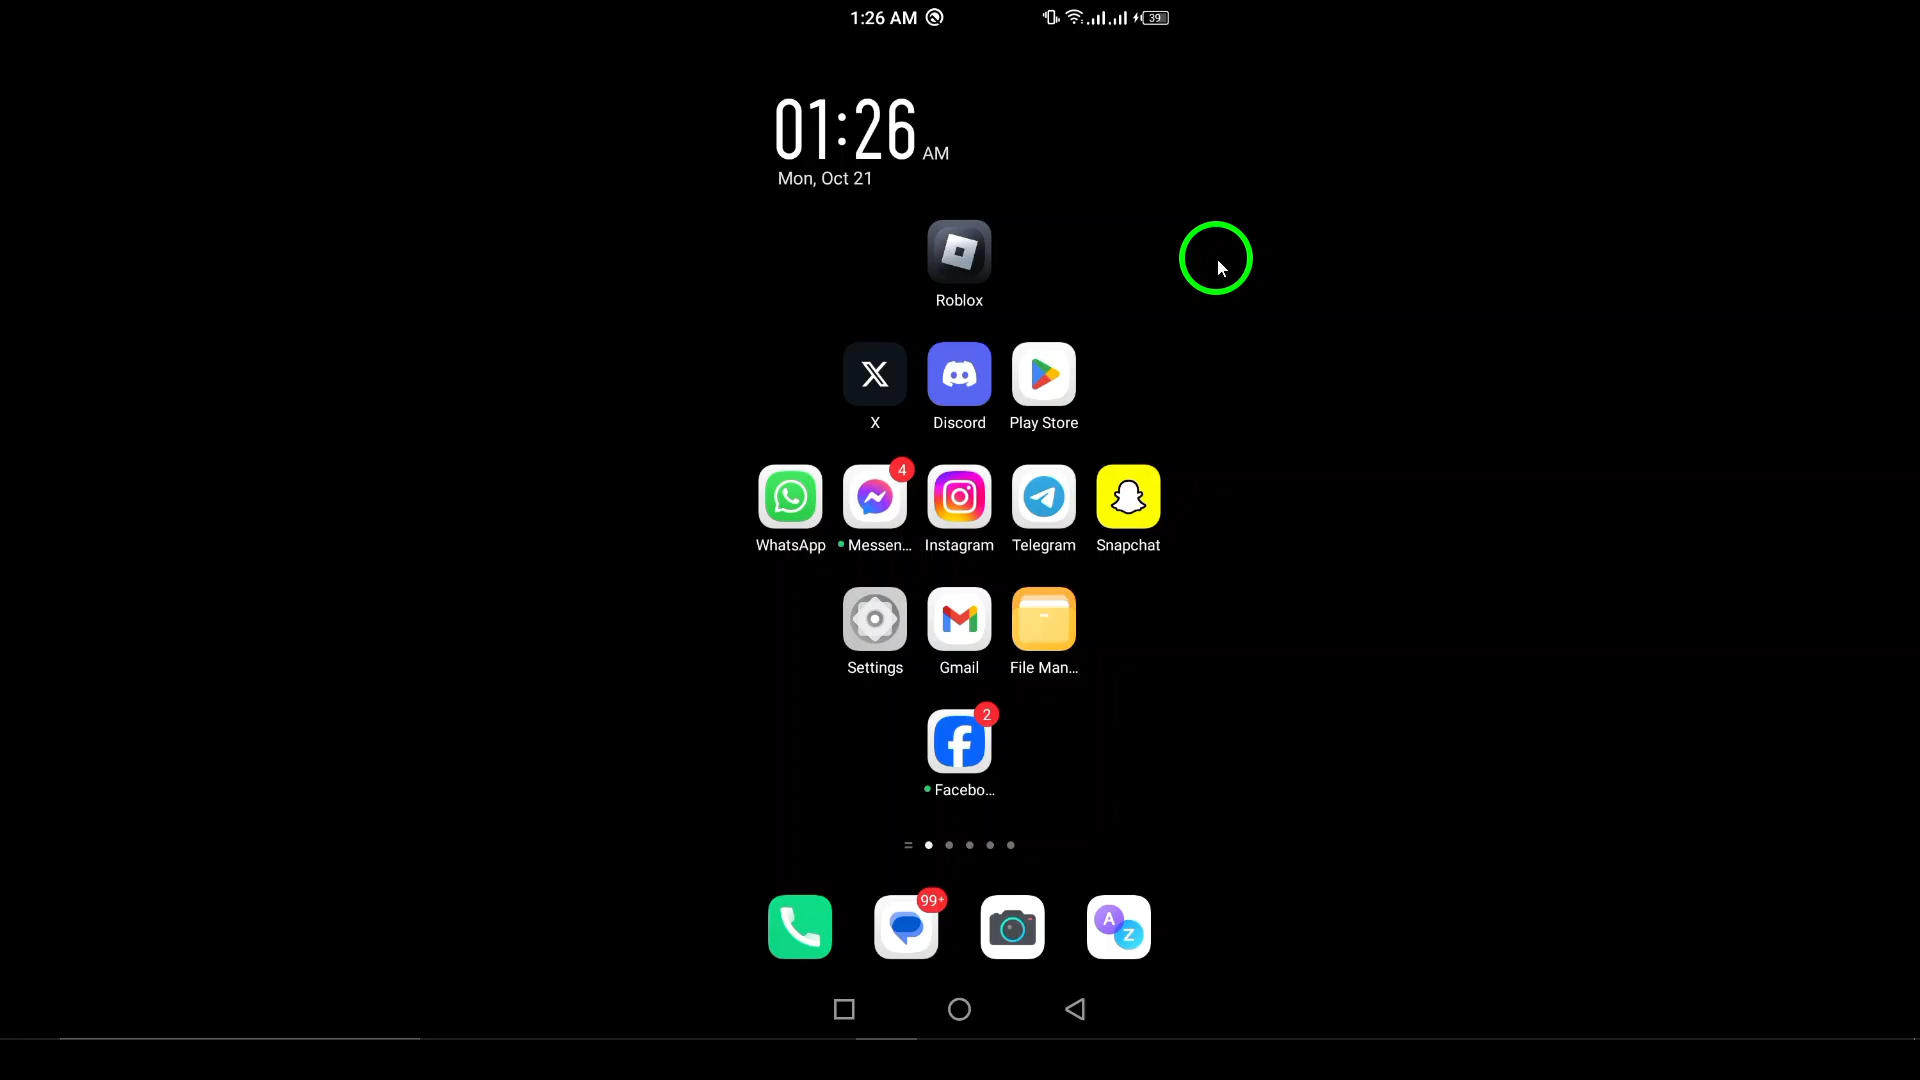 1:26 AM
39
01:26 AM
Mon, Oct 21
Roblox
X
Discord
Play Store
4
WhatsApp
Messen...
Instagram
Telegram
Snapchat
Settings
Gmail
File Man...
2
Facebo...
99+
A
Z